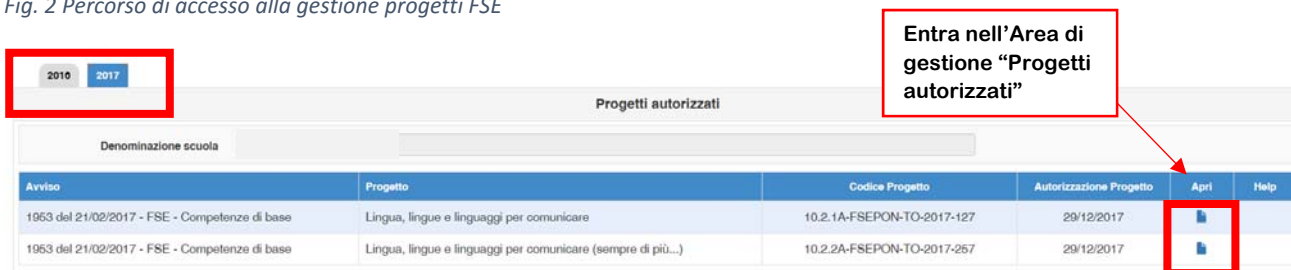 Fig. 2 Percorso di accesso alla gestione progetti FSE
Entra nell’Area di
gestione “Progetti
autorizzati”
2016 2017
Progetti autorizzati
Denominazione scuola
Avviso Progetto Codice Progetto Autorizzazione Progetto Apri Help
1953 del 21/02/2017 - FSE - Competenze di base Lingua, lingue e linguaggi per comunicare 10.2.1A-FSEPON-TO-2017-127 29/12/2017
1953 del 21/02/2017 - FSE - Competenze di base Lingua, lingue e linguaggi per comunicare (sempre di più...) 10.2.2A-FSEPON-TO-2017-257 29/12/2017